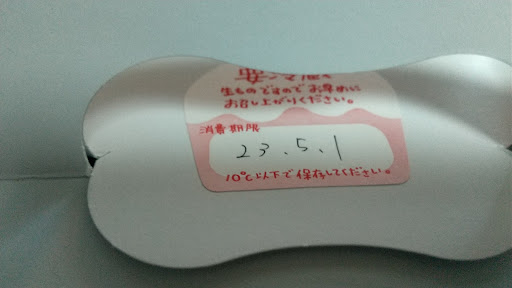 生ものですので お早めに
お召し上がりください。
消費期限
23.5.1
10℃以下で保存してください。